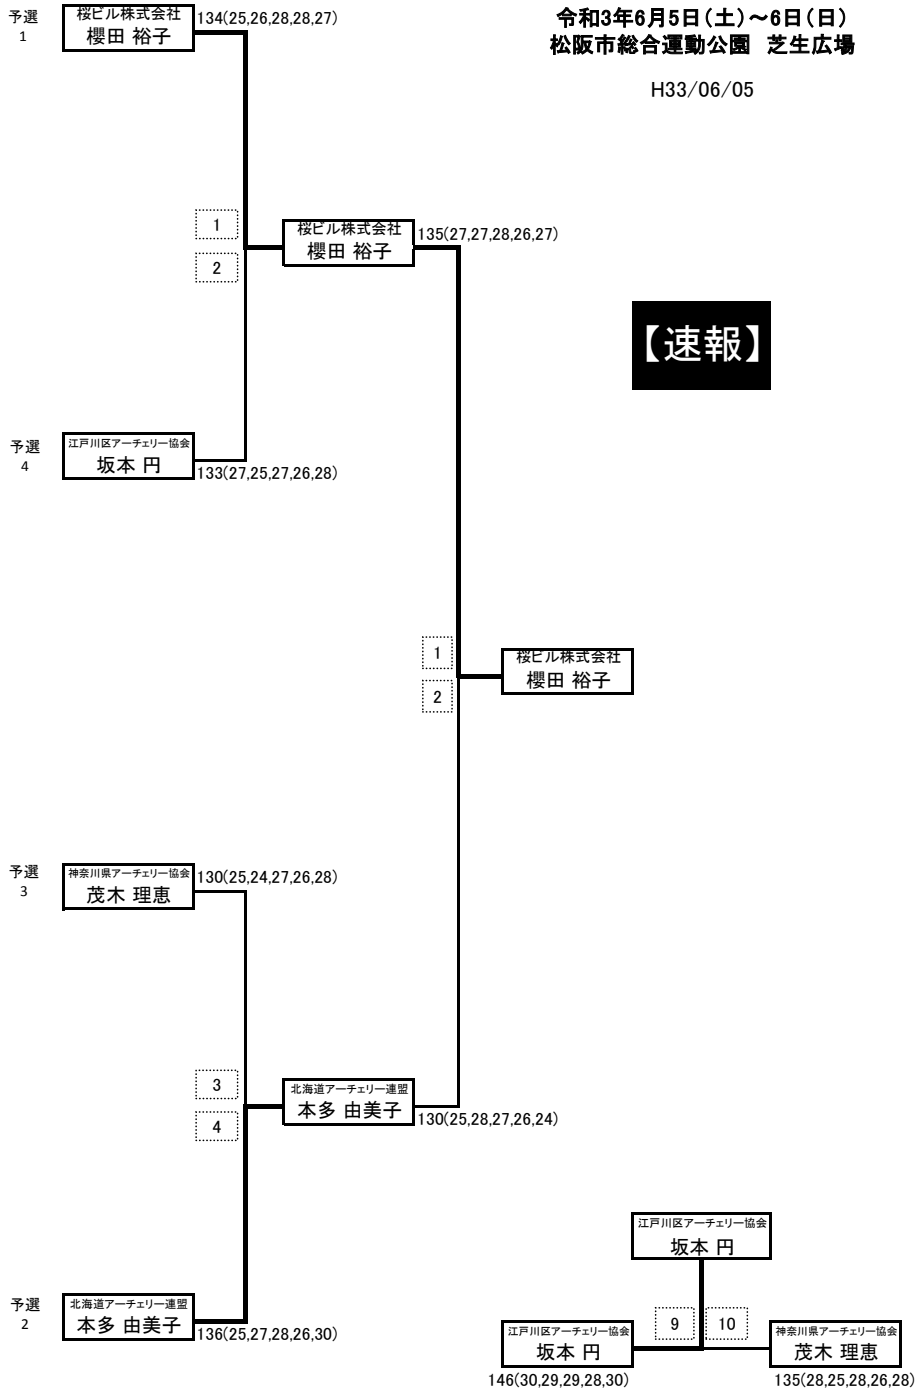 令和3年6月5日（土）～6日（日）
松阪市総合運動公園　芝生広場
H33/06/05
【速報】
予選
1
桜ビル株式会社
櫻田 裕子
134(25,26,28,28,27)
1
2
桜ビル株式会社
櫻田 裕子
135(27,27,28,26,27)
予選
4
江戸川区アーチェリー協会
坂本 円
133(27,25,27,26,28)
1
2
桜ビル株式会社
櫻田 裕子
予選
3
神奈川県アーチェリー協会
茂木 理恵
130(25,24,27,26,28)
3
4
北海道アーチェリー連盟
本多 由美子
130(25,28,27,26,24)
予選
2
北海道アーチェリー連盟
本多 由美子
136(25,27,28,26,30)
江戸川区アーチェリー協会
坂本 円
9
10
江戸川区アーチェリー協会
坂本 円
146(30,29,29,28,30)
神奈川県アーチェリー協会
茂木 理恵
135(28,25,28,26,28)